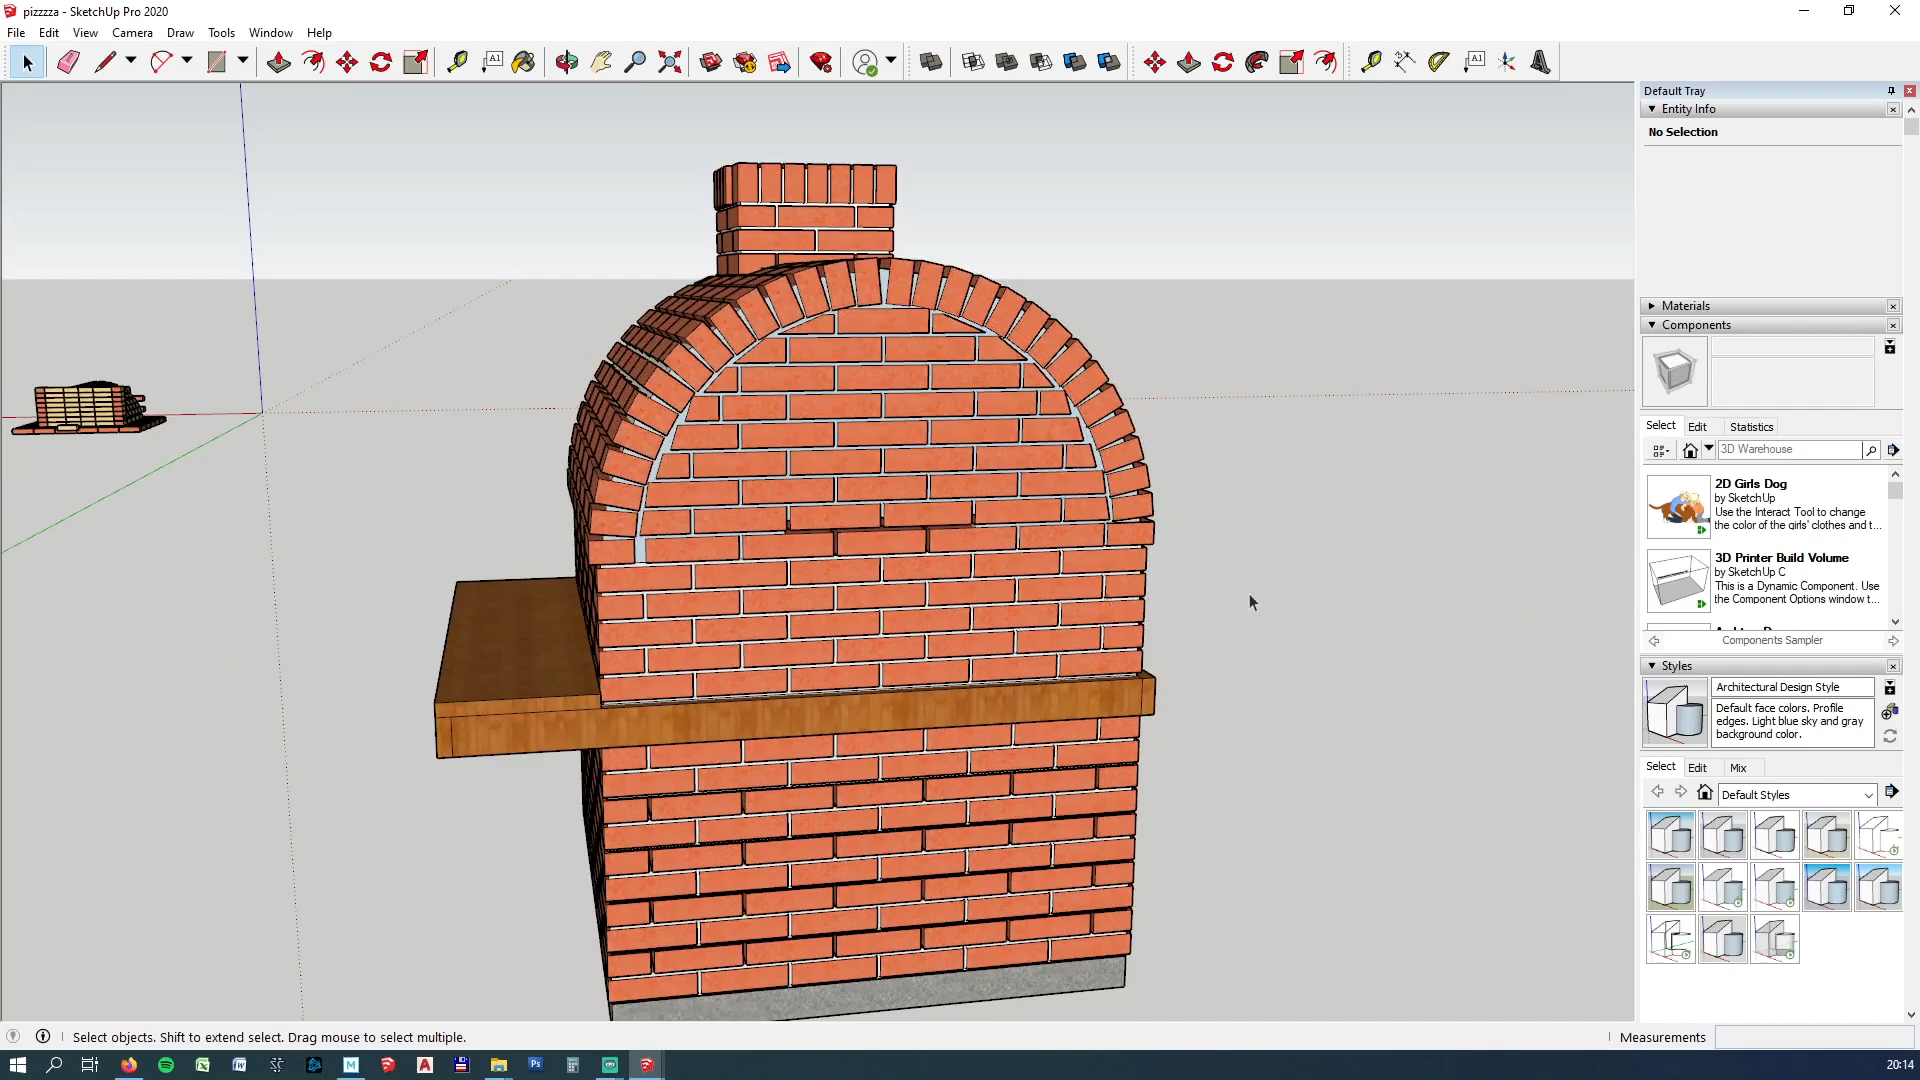 pizzzza - SketchUp Pro 2020
File Edit View Camera Draw Tools Window Help
A1
A1
Default Tray
Entity Info
No Selection
Materials
Components
Select Edit Statistics
3D Warehouse
2D Girls Dog
by SketchUp
Use the Interact Tool to change
the color of the girls' clothes and t...
3D Printer Build Volume
by SketchUp C
This is a Dynamic Component. Use
the Component Options window t...
Components Sampler
Styles
Architectural Design Style
Default face colors. Profile
edges. Light blue sky and gray
background color.
Select Edit Mix
Default Styles
Select objects. Shift to extend select. Drag mouse to select multiple.
Measurements
M
A
Ps
20:14